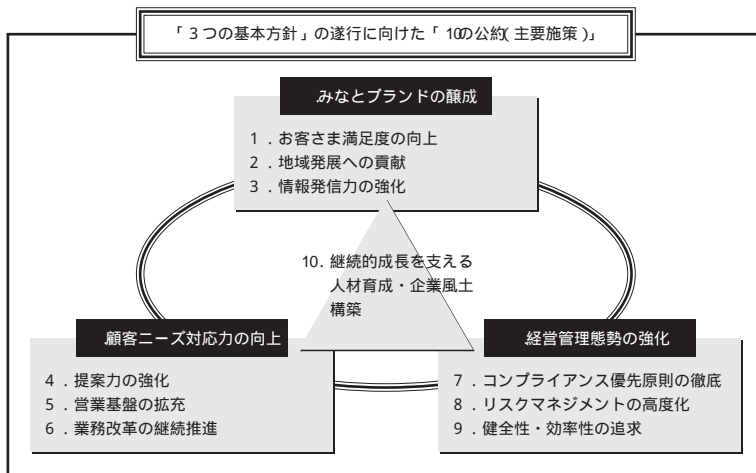 「3つの基本方針」の遂行に向けた「10の公約(主要施策)」
みなとブランドの醸成
1．お客さま満足度の向上
2．地域発展への貢献
3．情報発信力の強化
10．継続的成長を支える
人材育成・企業風土
構築
顧客ニーズ対応力の向上
4．提案力の強化
5．営業基盤の拡充
6．業務改革の継続推進
経営管理態勢の強化
7．コンプライアンス優先原則の徹底
8．リスクマネジメントの高度化
9．健全性・効率性の追求